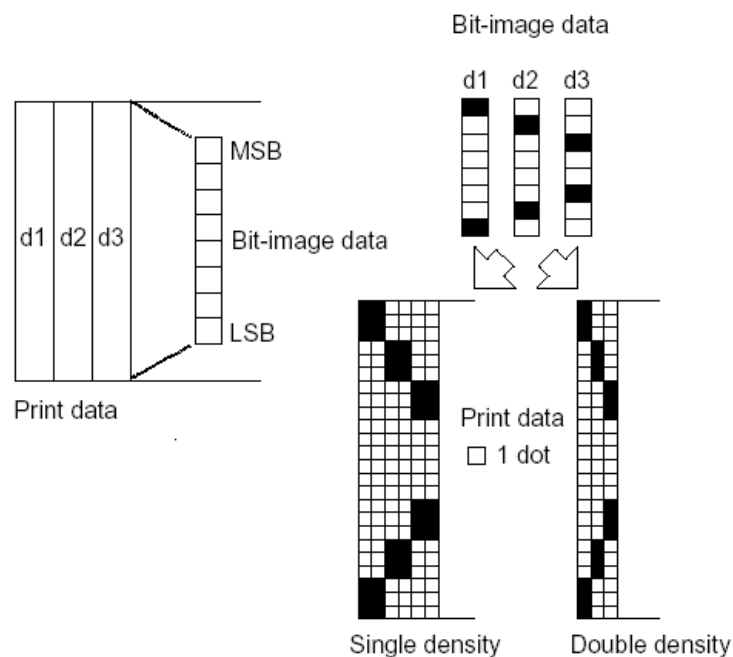 Bit-image data
d1 d2 d3
MSB
d1 d2 d3
Bit-image data
LSB
Print data
Print data
1 dot
Single density
Double density